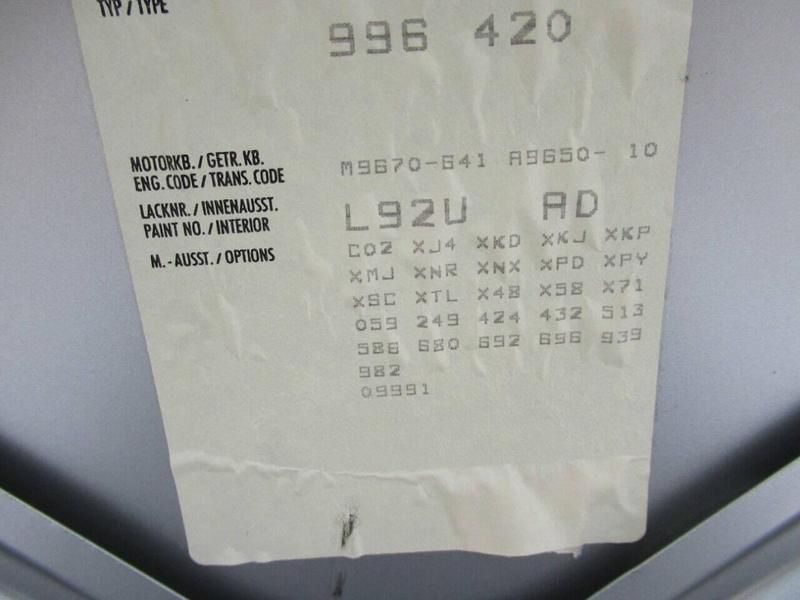 TYP / TYPE
996 420
MOTORKB. / GETR. KB. M9670-641 A9650- 10
ENG. CODE / TRANS. CODE
LACKNR. / INNENAUSST. L92U AD
PAINT NO. / INTERIOR
M. - AUSST. / OPTIONS
C02 XJ4 XKD XKJ XKP
XMJ XNR XNX XPD XPY
XSC XTL X48 X58 X71
059 249 424 432 513
586 680 692 696 939
982
09991